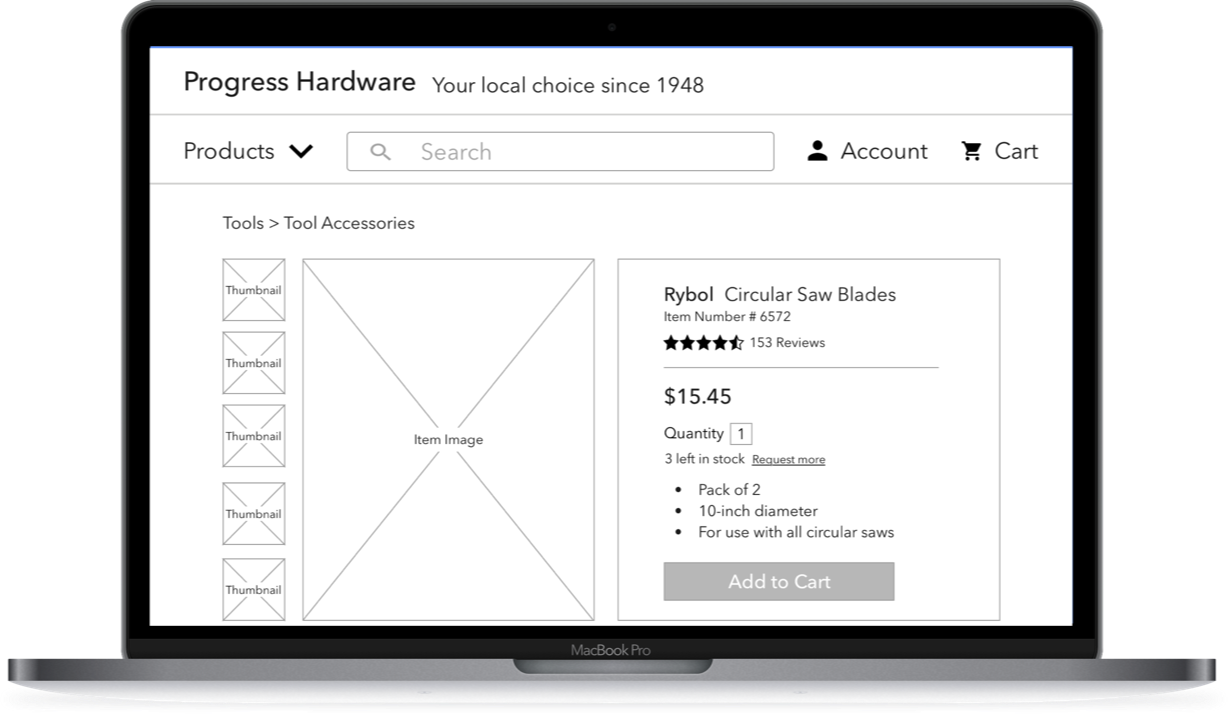 Progress Hardware Your local choice since 1948
Products Search Account Cart
Tools > Tool Accessories
Thumbnail
Thumbnail
Thumbnail
Thumbnail
Thumbnail
Item Image
Rybol Circular Saw Blades
Item Number # 6572
153 Reviews
$15.45
Quantity 1
3 left in stock Request more
• Pack of 2
• 10-inch diameter
• For use with all circular saws
Add to Cart
MacBook Pro